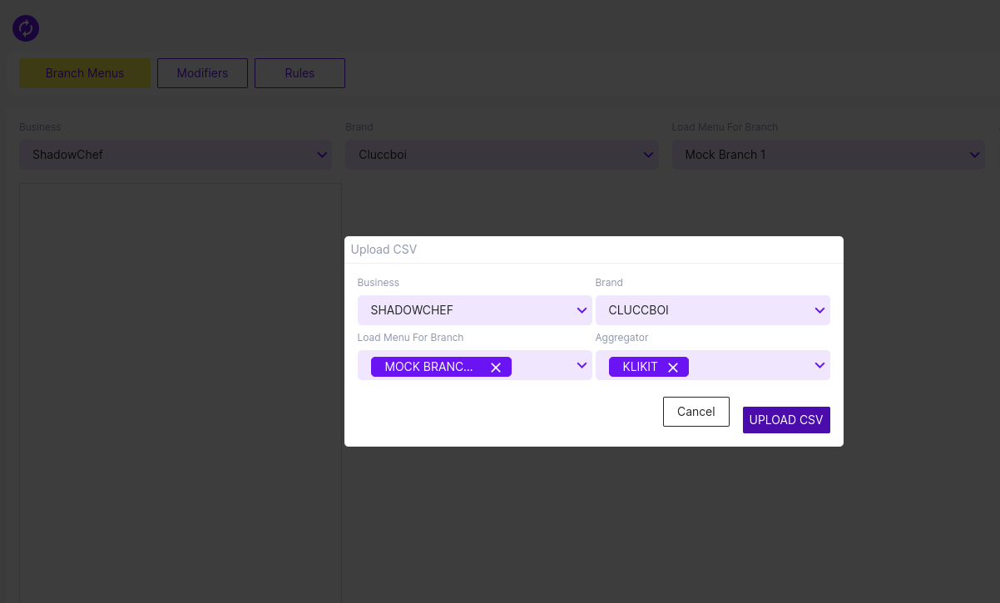 Branch Menus
Modifiers
Rules
Business
Brand
Load Menu For Branch
ShadowChef
Cluccboi
Mock Branch 1
Upload CSV
Business
Brand
SHADOWCHEF
CLUCCBOI
Load Menu For Branch
Aggregator
MOCK BRANC...
KLIKIT
Cancel
UPLOAD CSV